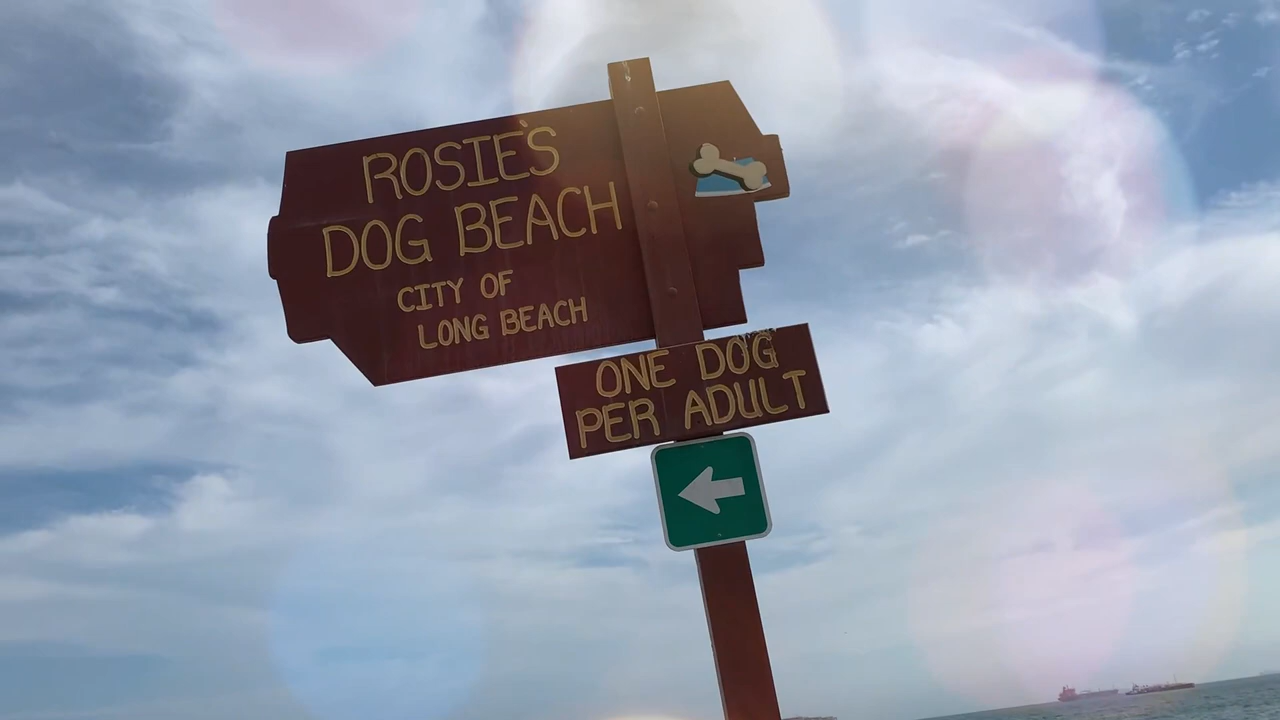 ROSIE'S
DOG BEACH
CITY OF
LONG BEACH
ONE DOG
PER ADULT